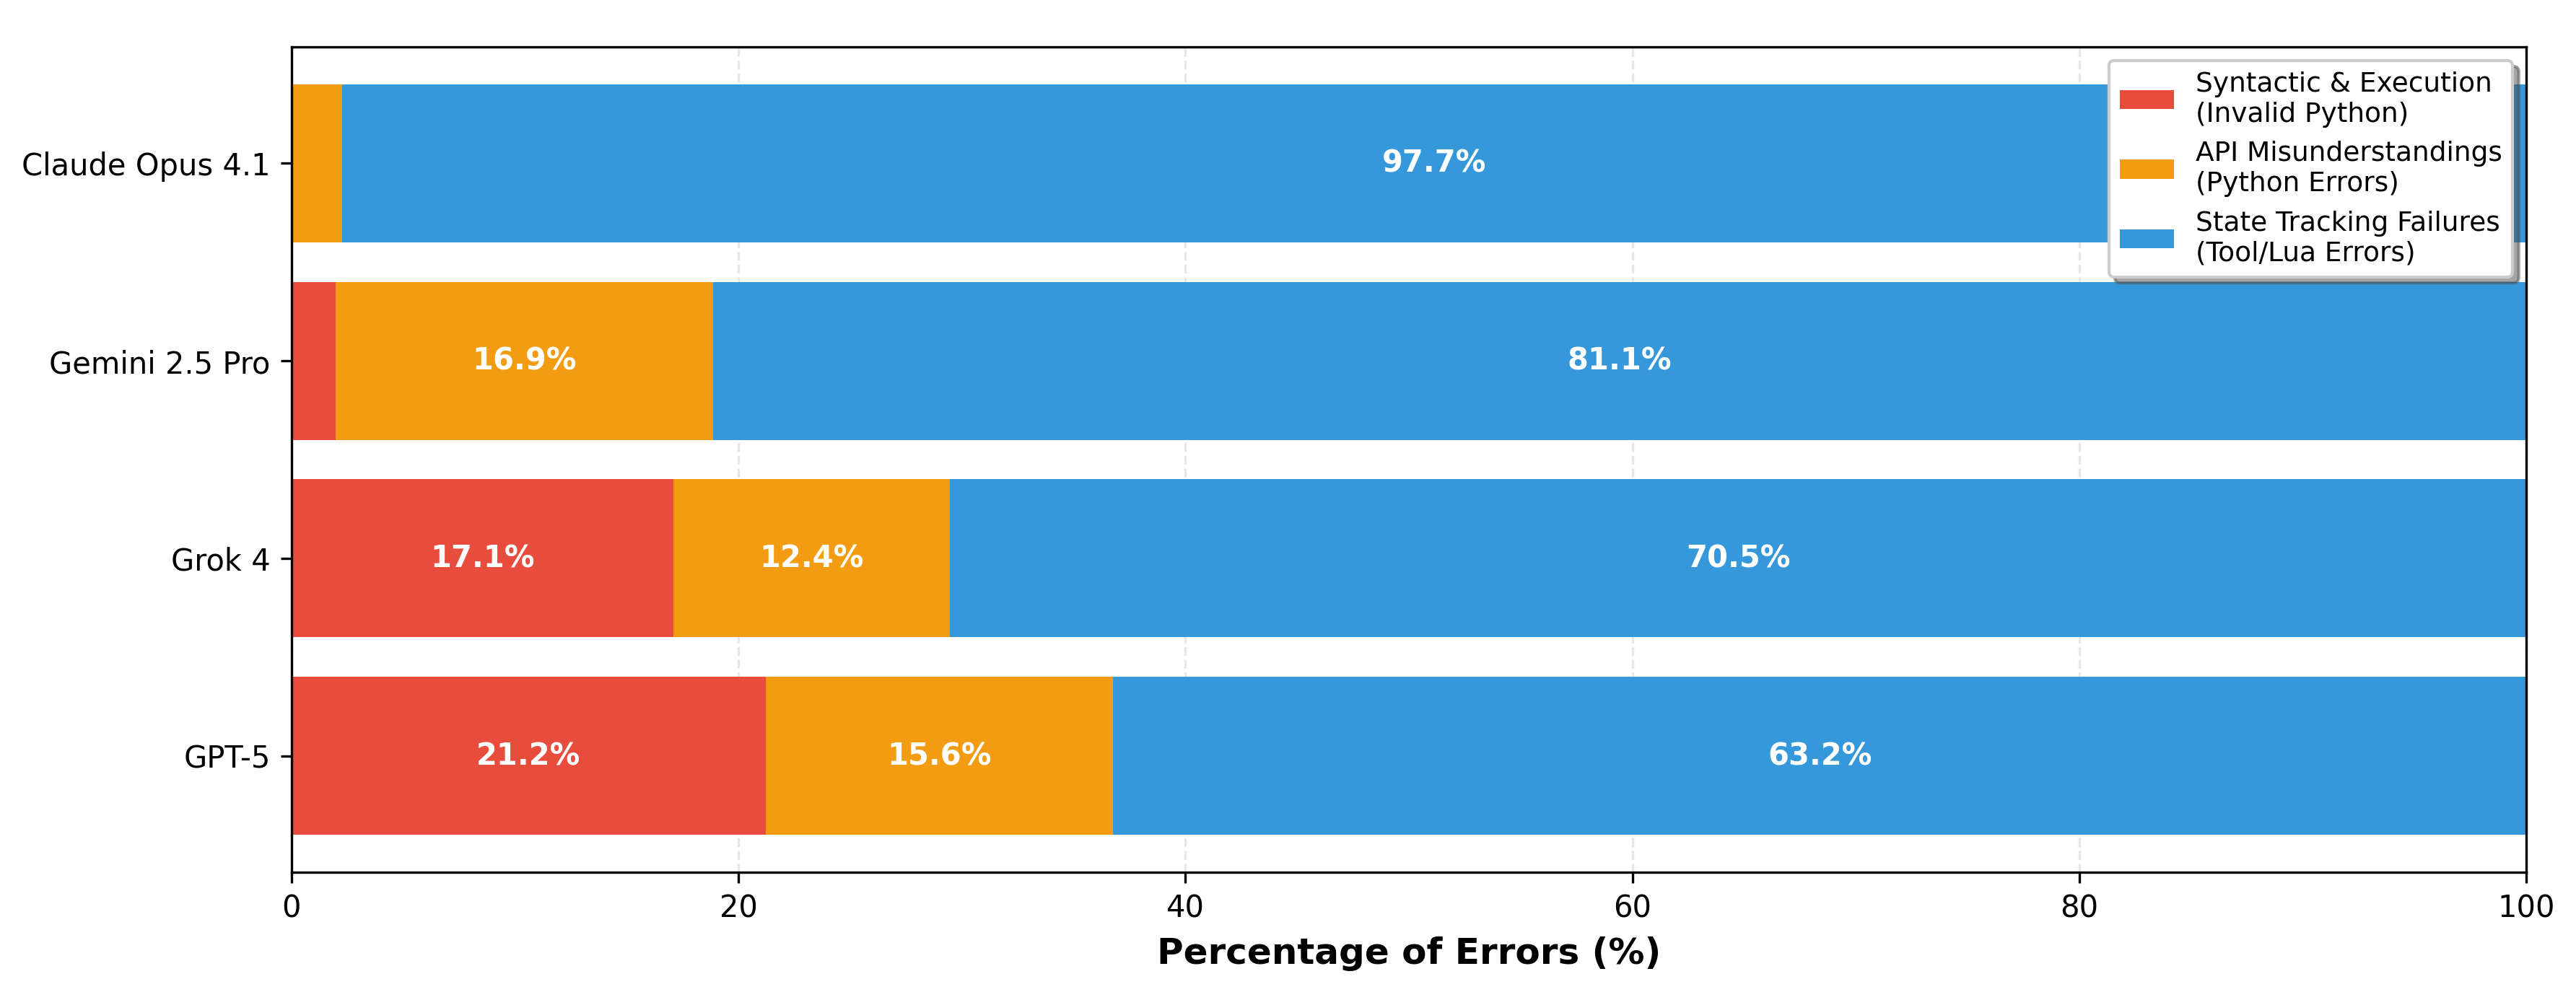 Claude Opus 4.1
97.7%
Syntactic & Execution
(Invalid Python)
API Misunderstandings
(Python Errors)
State Tracking Failures
(Tool/Lua Errors)
Gemini 2.5 Pro
16.9%
81.1%
Grok 4
17.1%
12.4%
70.5%
GPT-5
21.2%
15.6%
63.2%
0
20
40
60
80
100
Percentage of Errors (%)